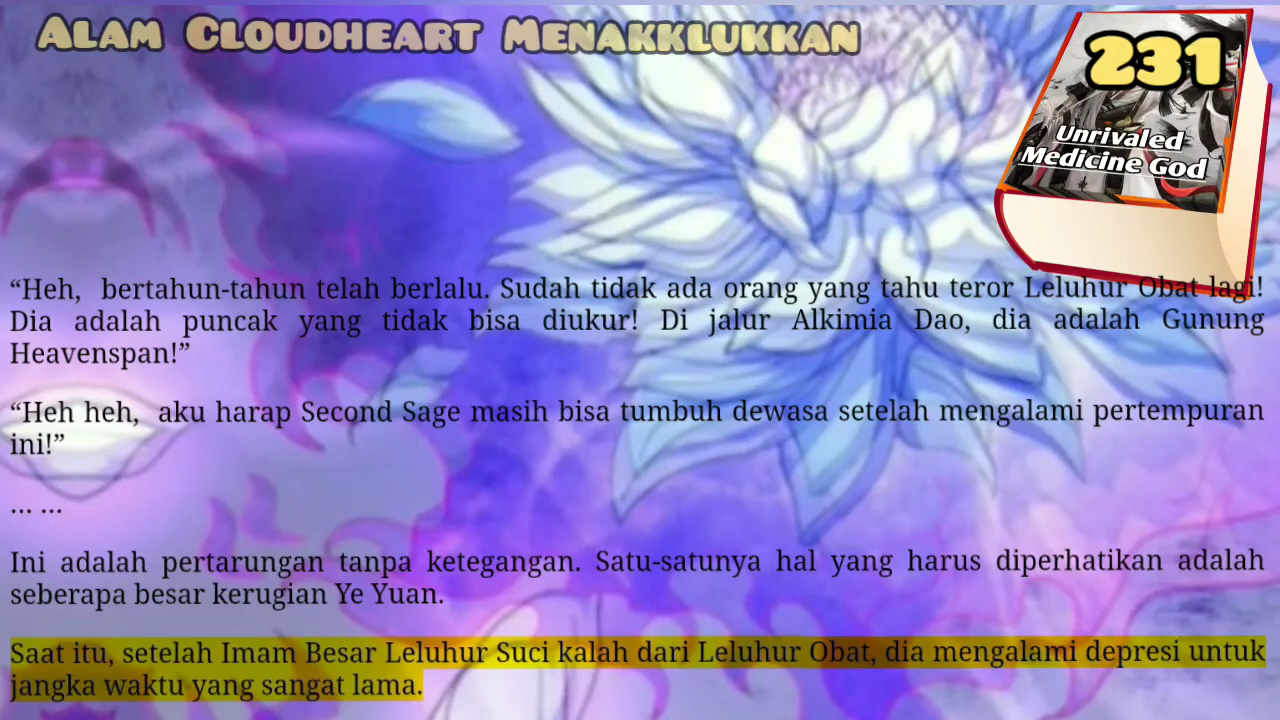 Alam Cloudheart Menakklukkan
231
Unrivaled
Medicine God
“Heh, bertahun-tahun telah berlalu. Sudah tidak ada orang yang tahu teror Leluhur Obat lagi!
Dia adalah puncak yang tidak bisa diukur! Di jalur Alkimia Dao, dia adalah Gunung
Heavenspan!”
“Heh heh, aku harap Second Sage masih bisa tumbuh dewasa setelah mengalami pertempuran
ini!”
... ...
Ini adalah pertarungan tanpa ketegangan. Satu-satunya hal yang harus diperhatikan adalah
seberapa besar kerugian Ye Yuan.
Saat itu, setelah Imam Besar Leluhur Suci kalah dari Leluhur Obat, dia mengalami depresi untuk
jangka waktu yang sangat lama.